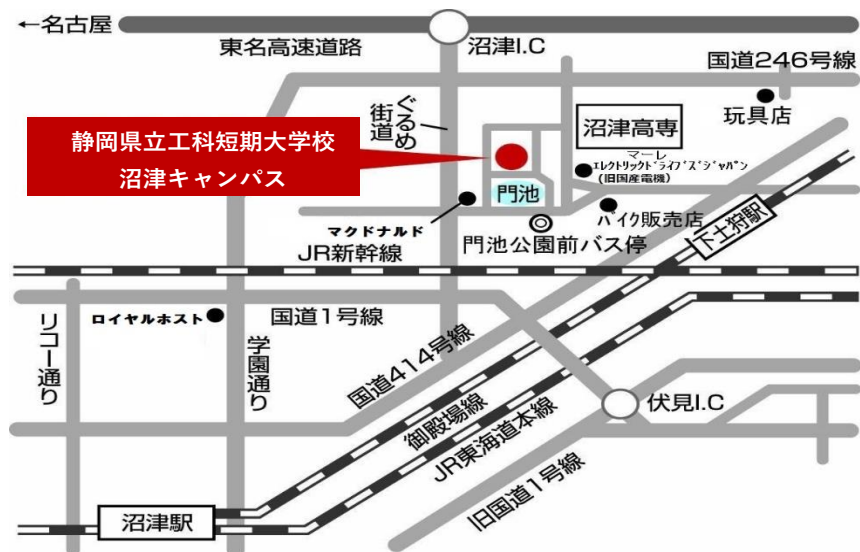 ←名古屋
東名高速道路
沼津I.C
国道246号線
玩具店
ぐるめ
街道
沼津高専
静岡県立工科短期大学校
沼津キャンパス
マーレ
エレクトリックドライブズジャパン
(旧国産電機)
門池
マクドナルド
バイク販売店
門池公園前バス停
下土狩駅
JR新幹線
ロイヤルホスト
国道1号線
リコー通り
学園通り
国道414号線
御殿場線
JR東海道本線
伏見I.C
旧国道1号線
沼津駅